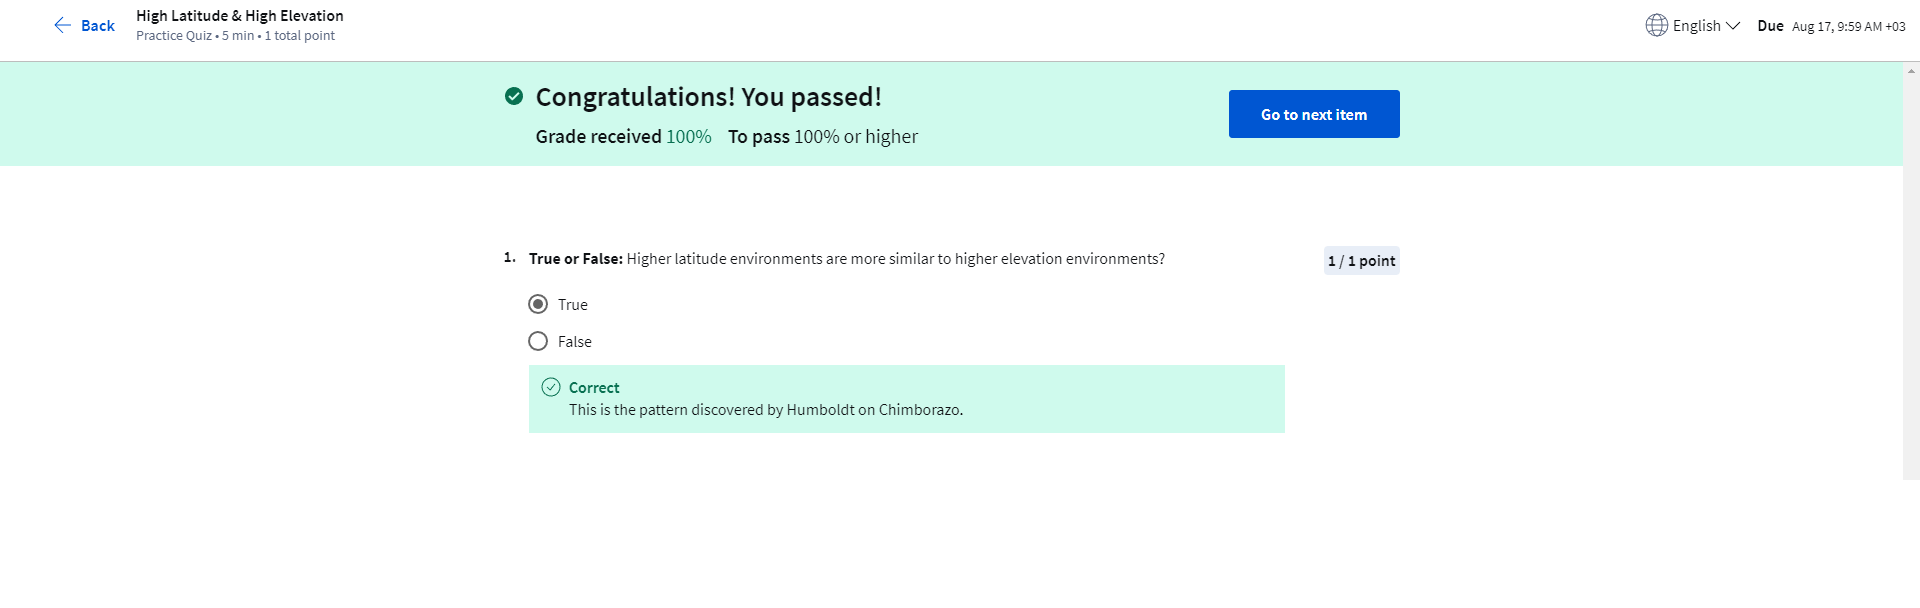 Back
High Latitude & High Elevation
Practice Quiz • 5 min • 1 total point
English
Due Aug 17, 9:59 AM +03
Congratulations! You passed!
Grade received 100% To pass 100% or higher
Go to next item
1. True or False: Higher latitude environments are more similar to higher elevation environments?
1 / 1 point
True
False
Correct
This is the pattern discovered by Humboldt on Chimborazo.